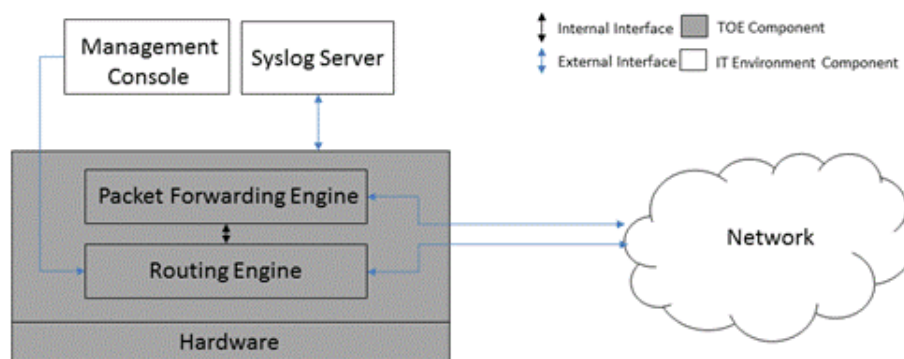 Management
Console
Syslog Server
Internal Interface
TOE Component
External Interface
IT Environment Component
Packet Forwarding Engine
Routing Engine
Network
Hardware